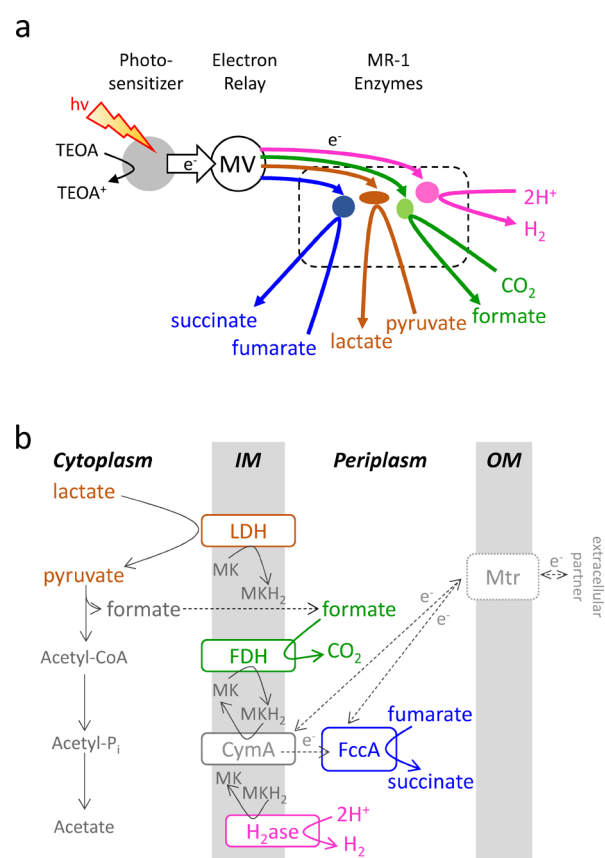 a
Photo-
sensitizer
Electron
Relay
MR-1
Enzymes
hv
TEOA
TEOA⁺
e⁻
MV
e⁻
2H⁺
H₂
CO₂
formate
pyruvate
lactate
succinate
fumarate
b
Cytoplasm
IM
Periplasm
OM
lactate
LDH
MK
MKH₂
pyruvate
formate
formate
Mtr
e⁻
extracellular
partner
e⁻
e⁻
Acetyl-CoA
FDH
CO₂
MK
MKH₂
Acetyl-Pᵢ
CymA
e⁻
FccA
fumarate
succinate
MK
MKH₂
Acetate
H₂ase
2H⁺
H₂